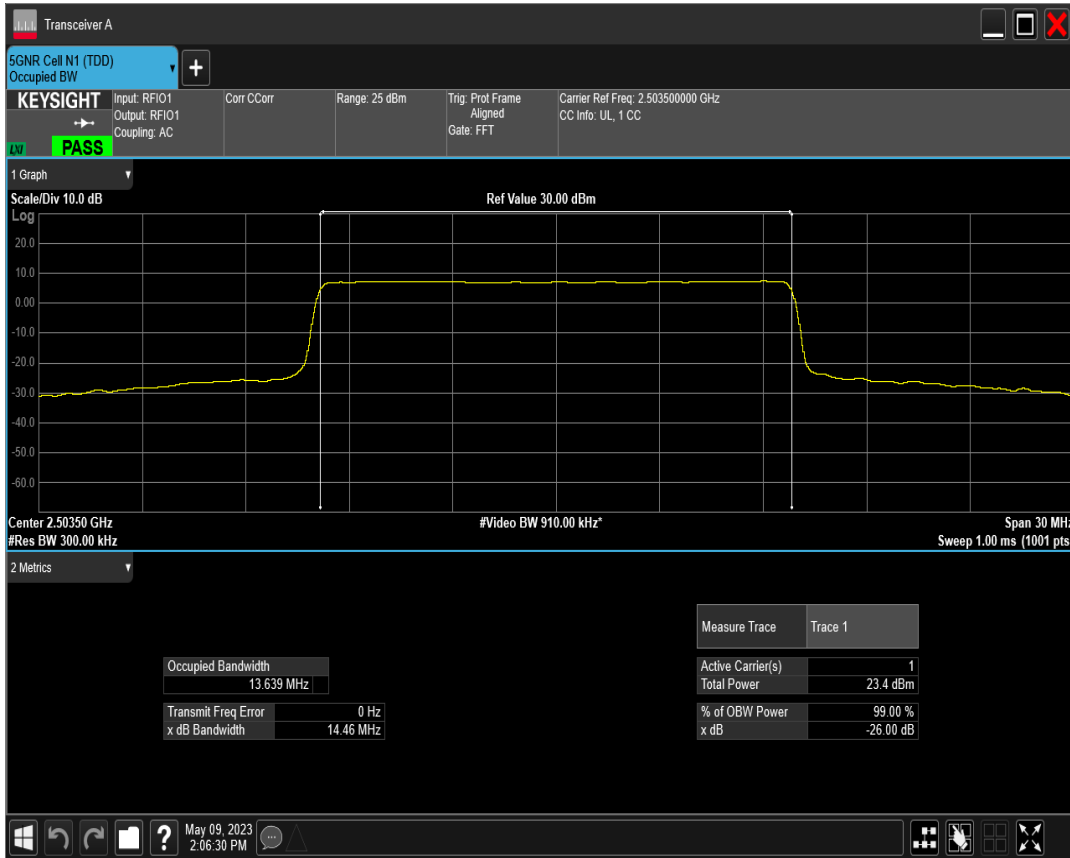 Transceiver A
5GNR Cell N1 (TDD)
Occupied BW
+
KEYSIGHT
LXI
PASS
Input: RFIO1
Output: RFIO1
Coupling: AC
Corr CCorr
Range: 25 dBm
Trig: Prot Frame
Aligned
Gate: FFT
Carrier Ref Freq: 2.503500000 GHz
CC Info: UL, 1 CC
1 Graph
Scale/Div 10.0 dB
Ref Value 30.00 dBm
Log
20.0
10.0
0.00
-10.0
-20.0
-30.0
-40.0
-50.0
-60.0
Center 2.50350 GHz
#Video BW 910.00 kHz*
Span 30 MHz
#Res BW 300.00 kHz
Sweep 1.00 ms (1001 pts
2 Metrics
Measure Trace Trace 1
Occupied Bandwidth
13.639 MHz
Active Carrier(s) 1
Total Power 23.4 dBm
Transmit Freq Error 0 Hz
x dB Bandwidth 14.46 MHz
% of OBW Power 99.00 %
x dB -26.00 dB
?
May 09, 2023
2:06:30 PM